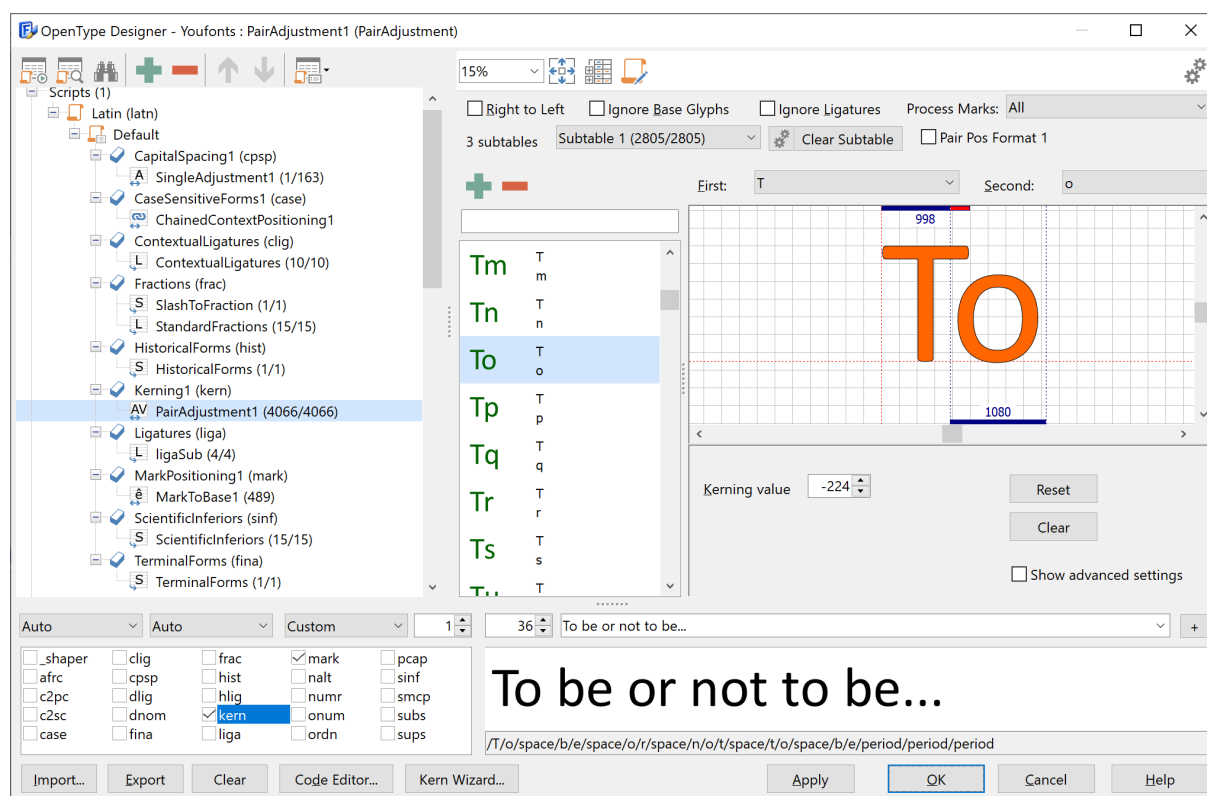 OpenType Designer - Youfonts : PairAdjustment1 (PairAdjustment)
15%
Scripts (1)
Latin (latn)
Default
CapitalSpacing1 (cpsp)
A SingleAdjustment1 (1/163)
CaseSensitiveForms1 (case)
ChainedContextPositioning1
ContextualLigatures (clig)
L ContextualLigatures (10/10)
Fractions (frac)
S SlashToFraction (1/1)
L StandardFractions (15/15)
HistoricalForms (hist)
S HistoricalForms (1/1)
Kerning1 (kern)
AV PairAdjustment1 (4066/4066)
Ligatures (liga)
L ligaSub (4/4)
MarkPositioning1 (mark)
ê MarkToBase1 (489)
ScientificInferiors (sinf)
S ScientificInferiors (15/15)
TerminalForms (fina)
S TerminalForms (1/1)
Right to Left Ignore Base Glyphs Ignore Ligatures Process Marks: All
3 subtables Subtable 1 (2805/2805) Clear Subtable Pair Pos Format 1
First: T Second: o
Tm T m
Tn T n
To T o
Tp T p
Tq T q
Tr T r
Ts T s
Tu T
998
To
1080
Kerning value -224 Reset
Clear
Show advanced settings
Auto Auto Custom 1 36 To be or not to be... +
_shaper clig frac mark pcap
afrc cpsp hist nalt sinf
c2pc dlig hlig numr smcp
c2sc dnom kern onum subs
case fina liga ordn sups
To be or not to be...
/T/o/space/b/e/space/o/r/space/n/o/t/space/t/o/space/b/e/period/period/period
Import... Export Clear Code Editor... Kern Wizard... Apply OK Cancel Help